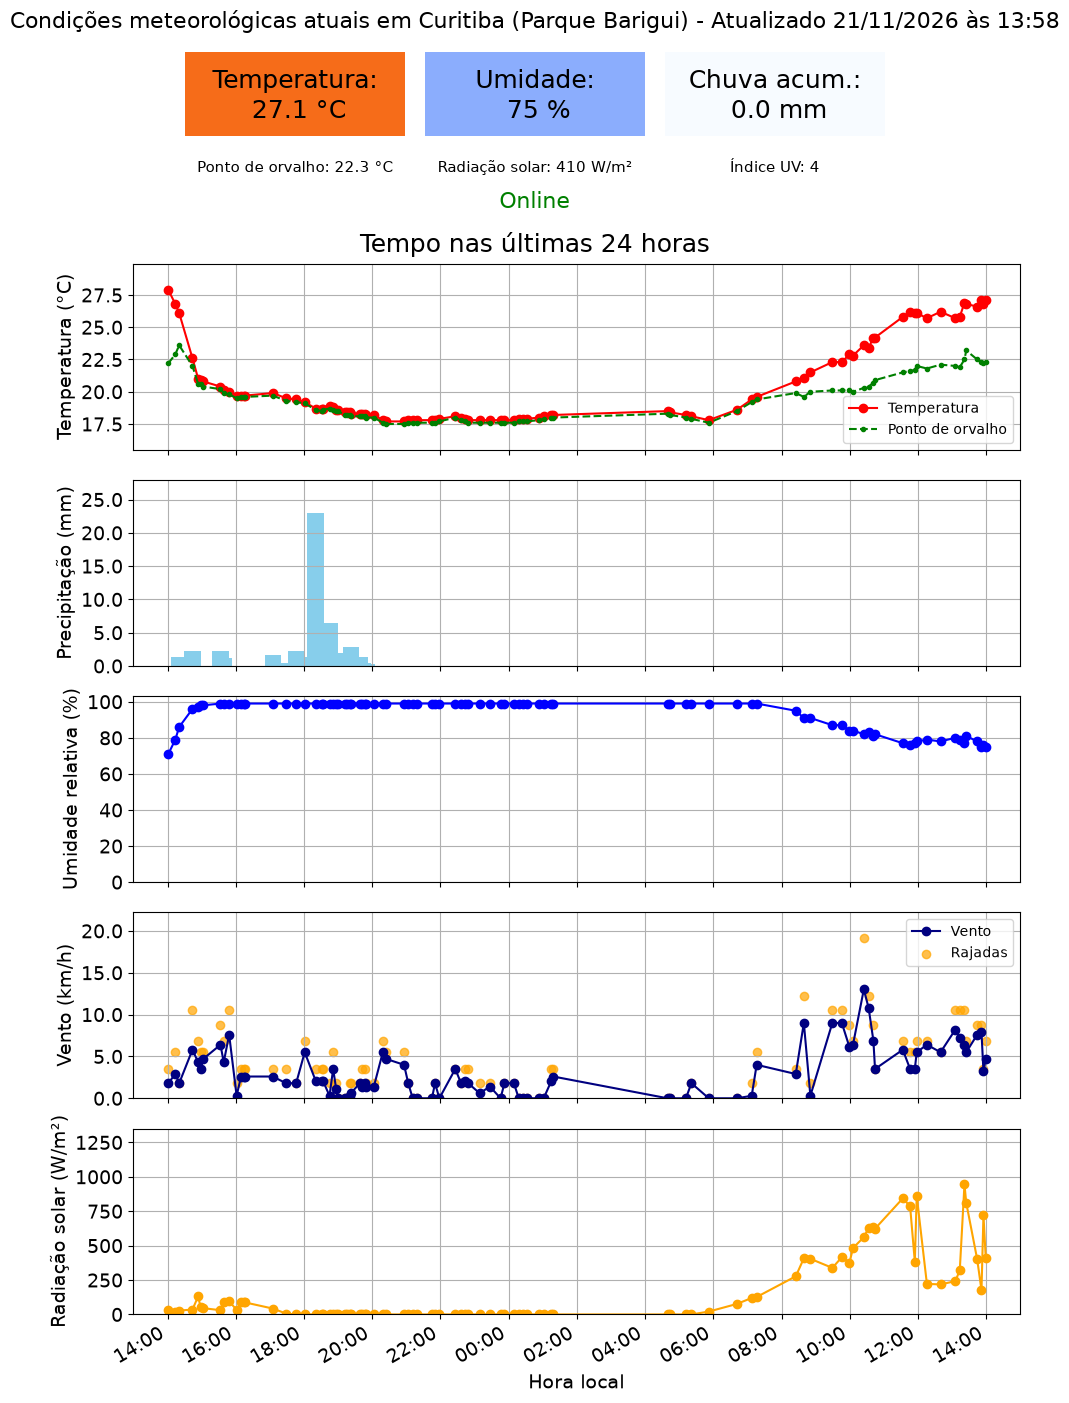 Condições meteorológicas atuais em Curitiba (Parque Barigui) - Atualizado 21/11/2026 às 13:58
Temperatura:
27.1 °C
Umidade:
75 %
Chuva acum.:
0.0 mm
Ponto de orvalho: 22.3 °C
Radiação solar: 410 W/m²
Índice UV: 4
Online
Tempo nas últimas 24 horas
Temperatura (°C)
27.5
25.0
22.5
20.0
17.5
Temperatura
Ponto de orvalho
Precipitação (mm)
25.0
20.0
15.0
10.0
5.0
0.0
Umidade relativa (%)
100
80
60
40
20
0
Vento (km/h)
20.0
15.0
10.0
5.0
0.0
Vento
Rajadas
Radiação solar (W/m²)
1250
1000
750
500
250
0
14:00
16:00
18:00
20:00
22:00
00:00
02:00
04:00
06:00
08:00
10:00
12:00
14:00
Hora local